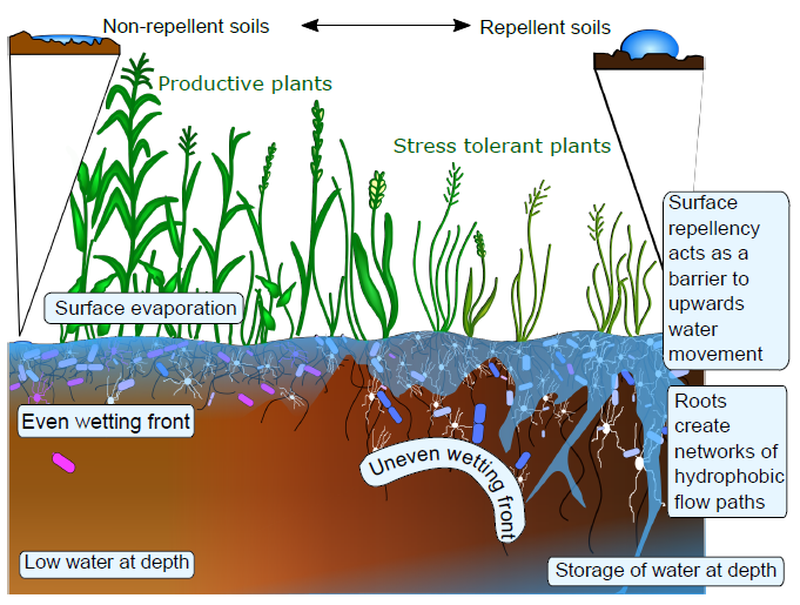 Non-repellent soils
Repellent soils
Productive plants
Stress tolerant plants
Surface
repellency
acts as a
barrier to
upwards
water
movement
Surface evaporation
Even wetting front
Uneven wetting front
Roots
create
networks of
hydrophobic
flow paths
Low water at depth
Storage of water at depth